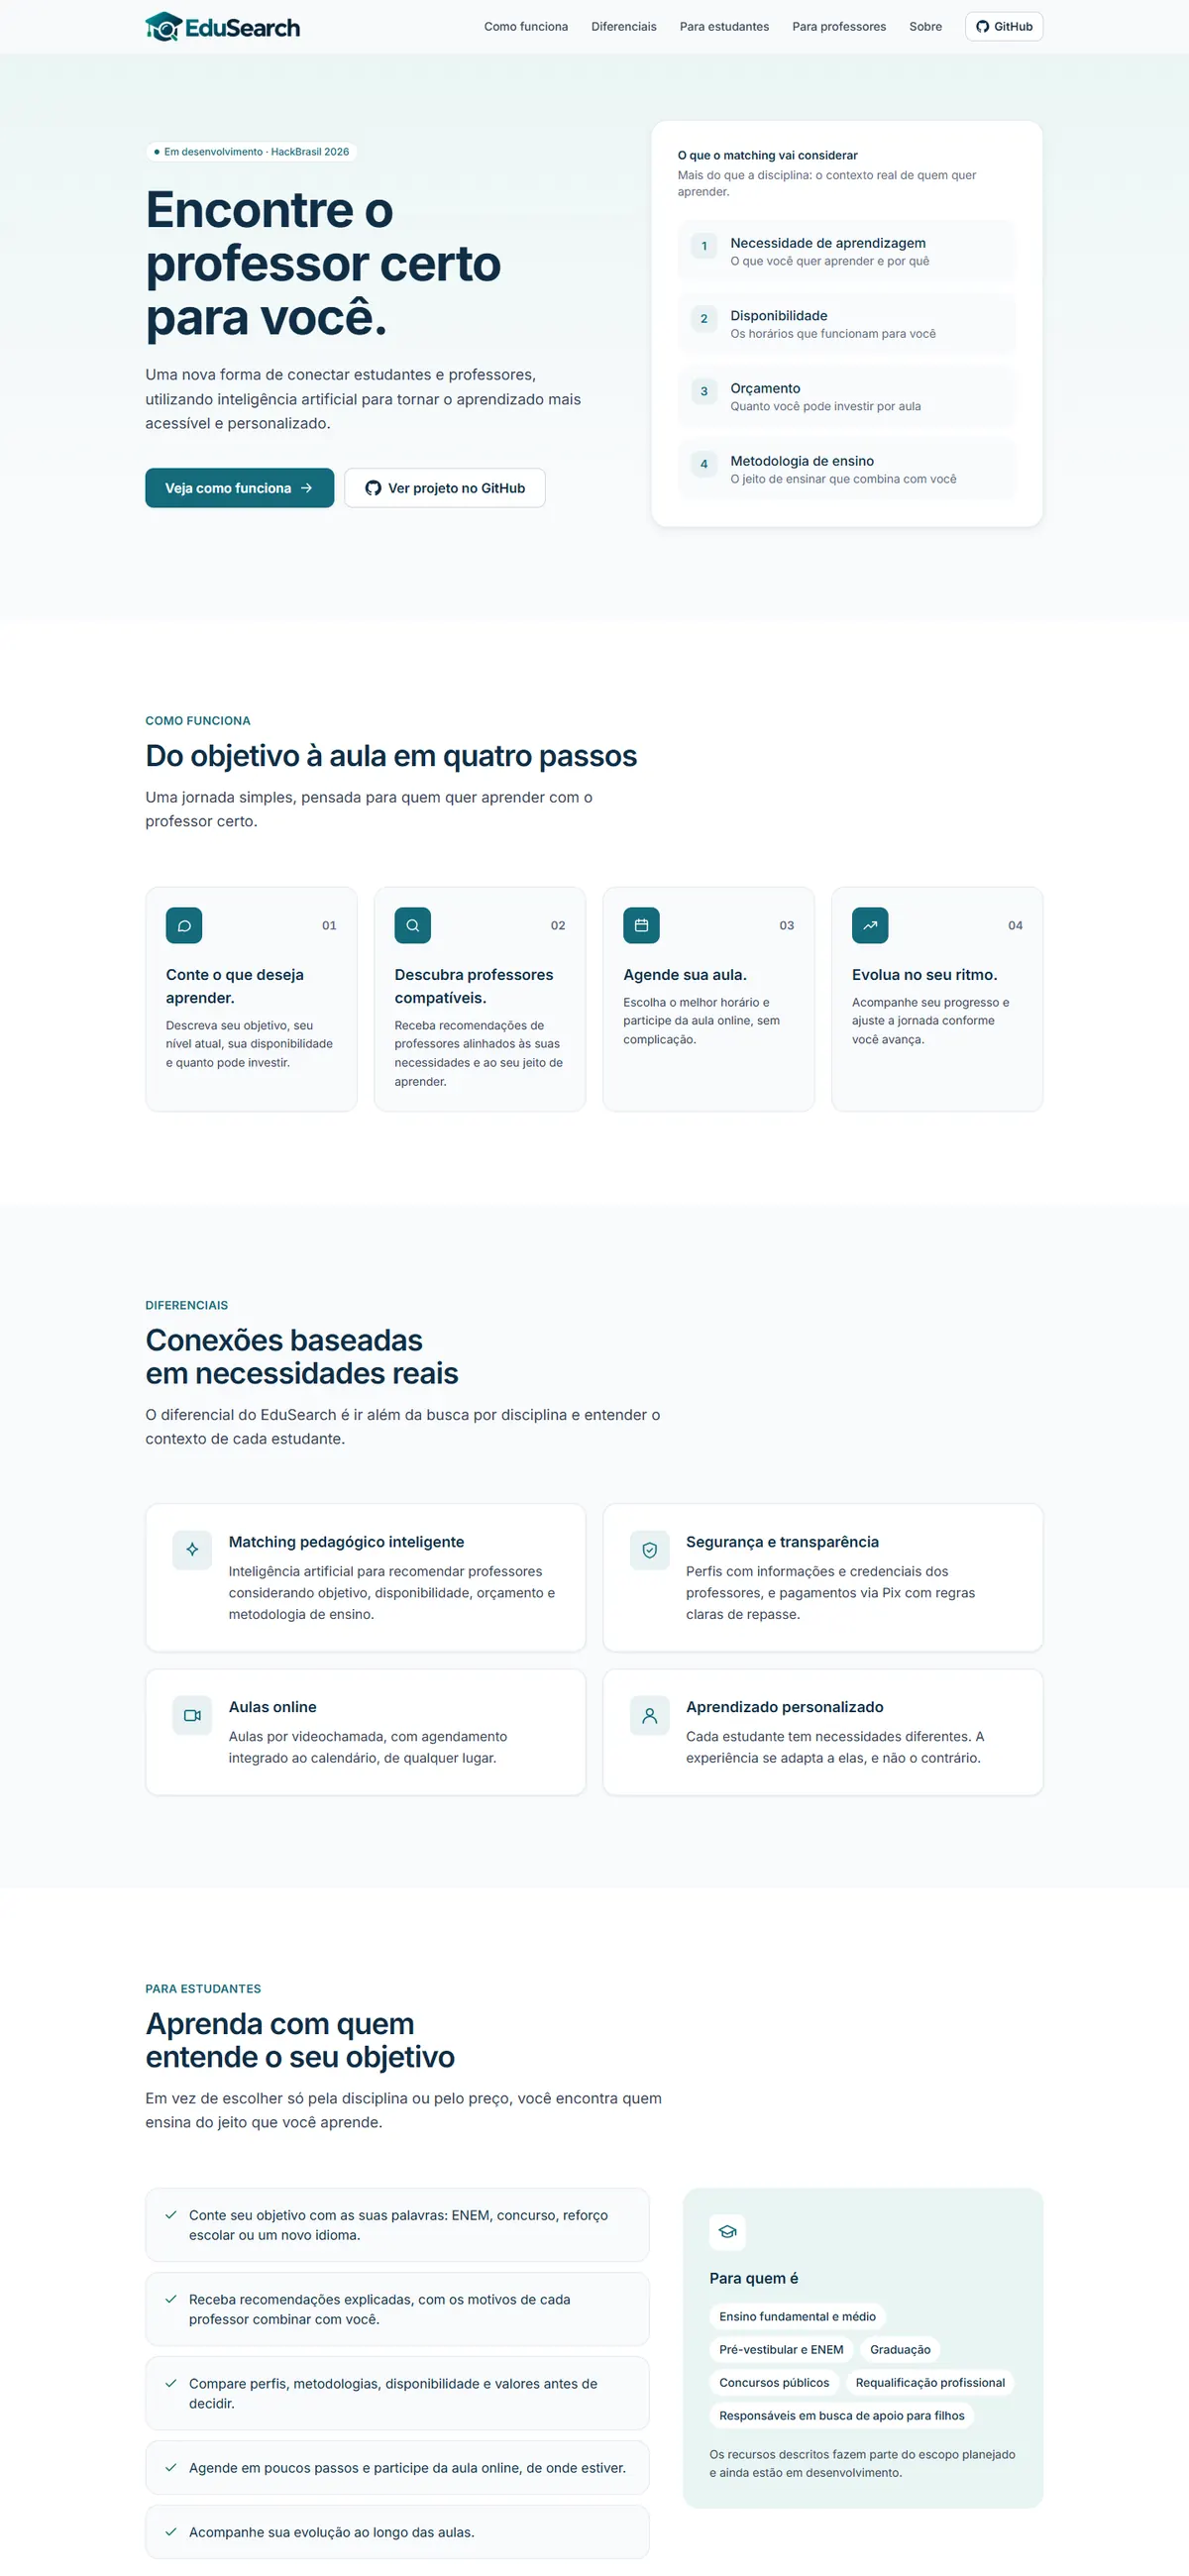 EduSearch
Como funciona
Diferenciais
Para estudantes
Para professores
Sobre
GitHub
Em desenvolvimento · HackBrasil 2026
Encontre o
professor certo
para você.
Uma nova forma de conectar estudantes e professores,
utilizando inteligência artificial para tornar o aprendizado mais
acessível e personalizado.
Veja como funciona →
Ver projeto no GitHub
O que o matching vai considerar
Mais do que a disciplina: o contexto real de quem quer
aprender.
1
Necessidade de aprendizagem
O que você quer aprender e por quê
2
Disponibilidade
Os horários que funcionam para você
3
Orçamento
Quanto você pode investir por aula
4
Metodologia de ensino
O jeito de ensinar que combina com você
COMO FUNCIONA
Do objetivo à aula em quatro passos
Uma jornada simples, pensada para quem quer aprender com o
professor certo.
01
Conte o que deseja
aprender.
Descreva seu objetivo, seu
nível atual, sua disponibilidade
e quanto pode investir.
02
Descubra professores
compatíveis.
Receba recomendações de
professores alinhados às suas
necessidades e ao seu jeito de
aprender.
03
Agende sua aula.
Escolha o melhor horário e
participe da aula online, sem
complicação.
04
Evolua no seu ritmo.
Acompanhe seu progresso e
ajuste a jornada conforme
você avança.
DIFERENCIAIS
Conexões baseadas
em necessidades reais
O diferencial do EduSearch é ir além da busca por disciplina e entender o
contexto de cada estudante.
Matching pedagógico inteligente
Inteligência artificial para recomendar professores
considerando objetivo, disponibilidade, orçamento e
metodologia de ensino.
Segurança e transparência
Perfis com informações e credenciais dos
professores, e pagamentos via Pix com regras
claras de repasse.
Aulas online
Aulas por videochamada, com agendamento
integrado ao calendário, de qualquer lugar.
Aprendizado personalizado
Cada estudante tem necessidades diferentes. A
experiência se adapta a elas, e não o contrário.
PARA ESTUDANTES
Aprenda com quem
entende o seu objetivo
Em vez de escolher só pela disciplina ou pelo preço, você encontra quem
ensina do jeito que você aprende.
Conte seu objetivo com as suas palavras: ENEM, concurso, reforço
escolar ou um novo idioma.
Receba recomendações explicadas, com os motivos de cada
professor combinar com você.
Compare perfis, metodologias, disponibilidade e valores antes de
decidir.
Agende em poucos passos e participe da aula online, de onde estiver.
Acompanhe sua evolução ao longo das aulas.
Para quem é
Ensino fundamental e médio
Pré-vestibular e ENEM
Graduação
Concursos públicos
Requalificação profissional
Responsáveis em busca de apoio para filhos
Os recursos descritos fazem parte do escopo planejado
e ainda estão em desenvolvimento.